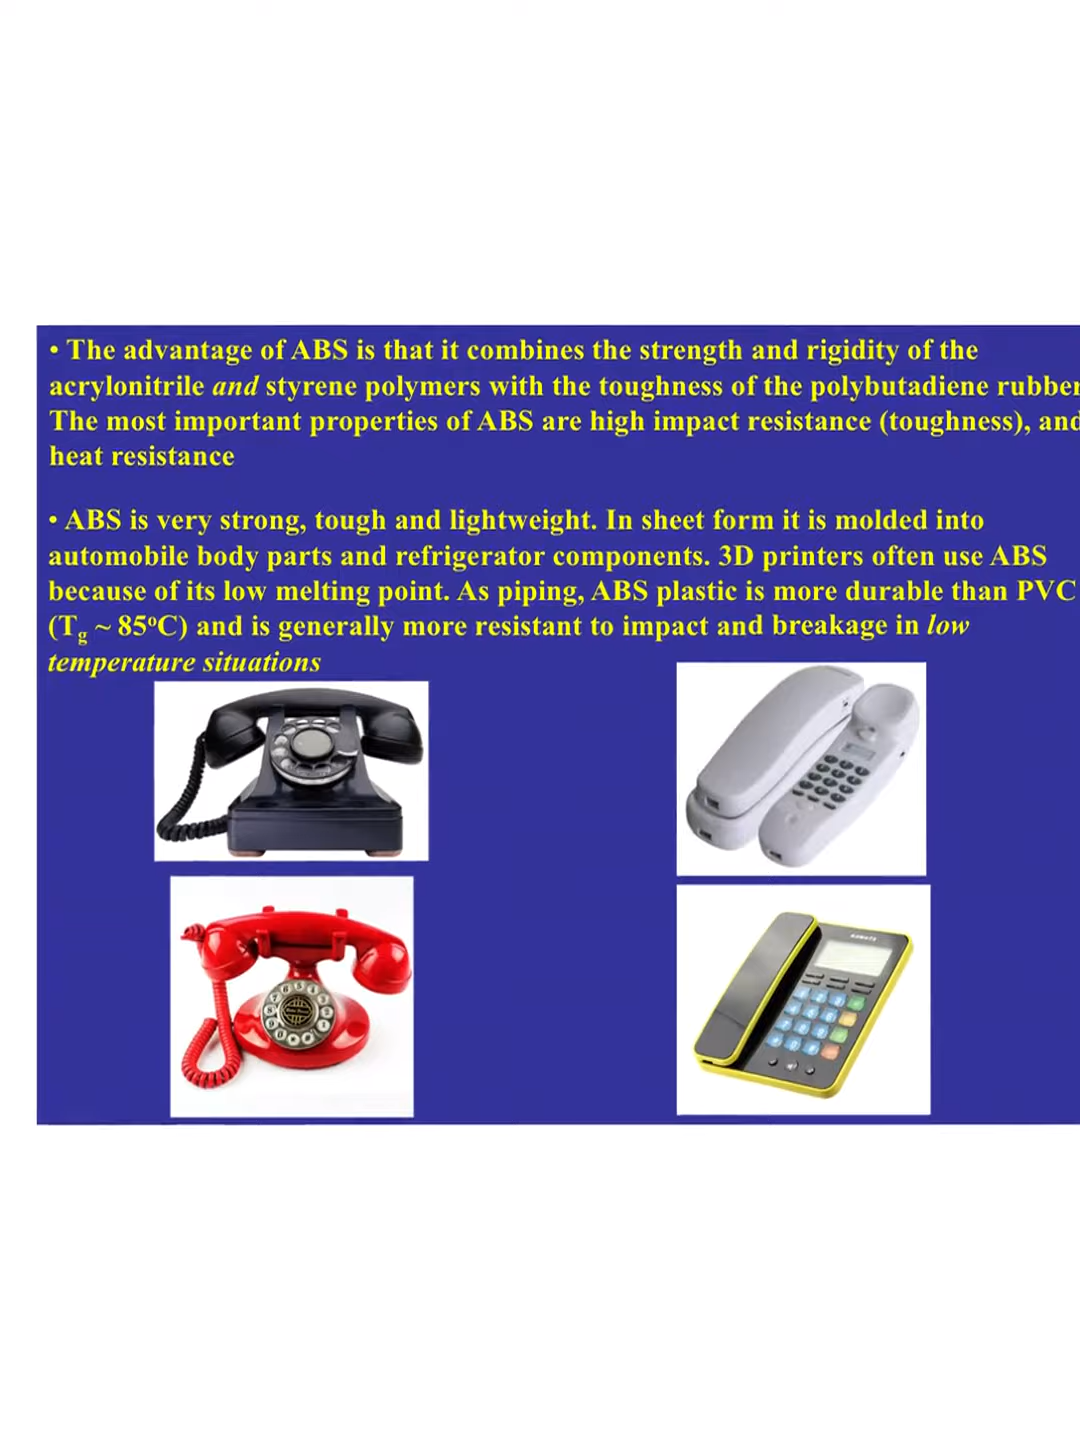 • The advantage of ABS is that it combines the strength and rigidity of the
acrylonitrile and styrene polymers with the toughness of the polybutadiene rubber
The most important properties of ABS are high impact resistance (toughness), and
heat resistance
• ABS is very strong, tough and lightweight. In sheet form it is molded into
automobile body parts and refrigerator components. 3D printers often use ABS
because of its low melting point. As piping, ABS plastic is more durable than PVC
(Tg ~ 85ºC) and is generally more resistant to impact and breakage in low
temperature situations